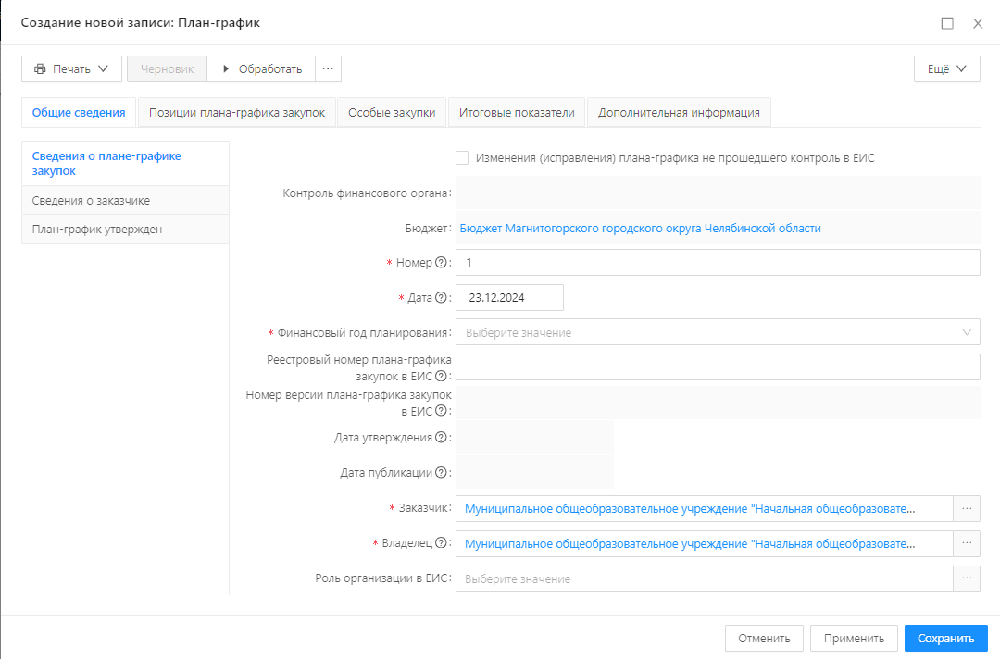 Создание новой записи: План-график
Печать
Черновик
Обработать
...
Ещё
Общие сведения
Позиции плана-графика закупок
Особые закупки
Итоговые показатели
Дополнительная информация
Сведения о плане-графике
закупок
Сведения о заказчике
План-график утвержден
Изменения (исправления) плана-графика не прошедшего контроль в ЕИС
Контроль финансового органа:
Бюджет: Бюджет Магнитогорского городского округа Челябинской области
* Номер ?: 1
* Дата ?: 23.12.2024
* Финансовый год планирования: Выберите значение
Реестровый номер плана-графика
закупок в ЕИС ?:
Номер версии плана-графика закупок
в ЕИС ?:
Дата утверждения ?:
Дата публикации ?:
* Заказчик: Муниципальное общеобразовательное учреждение "Начальная общеобразовате... ...
* Владелец ?: Муниципальное общеобразовательное учреждение "Начальная общеобразовате... ...
Роль организации в ЕИС: Выберите значение ...
Отменить
Применить
Сохранить